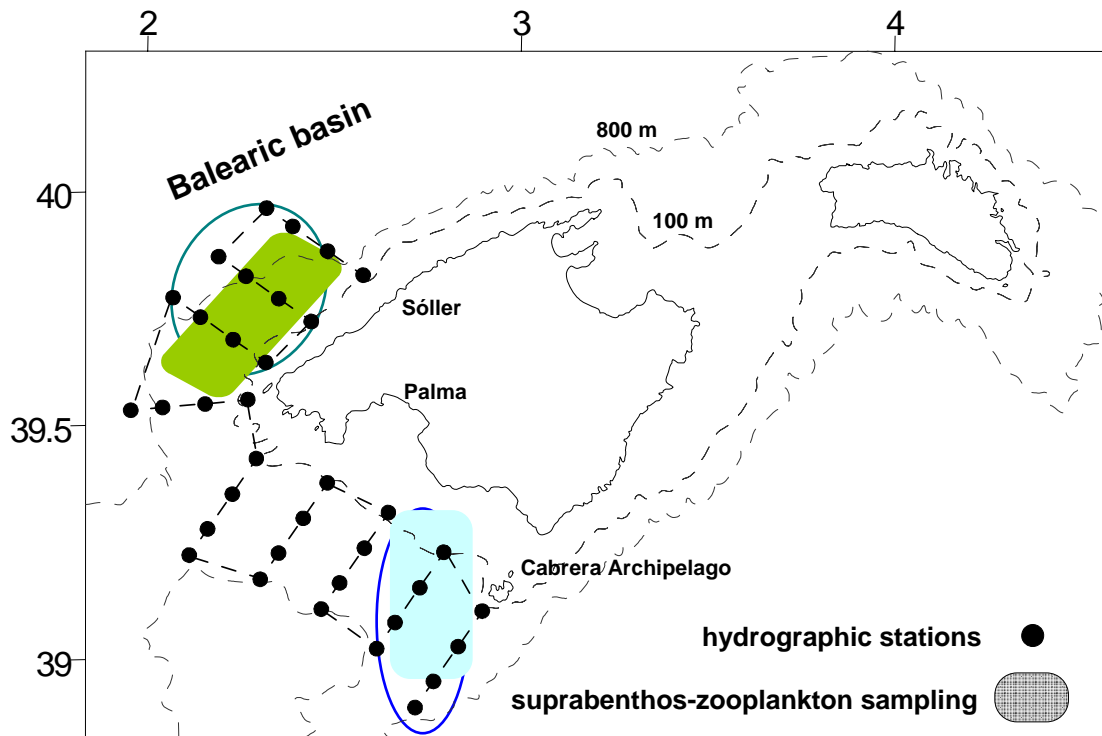 2 3 4
Balearic basin
800 m
40
100 m
Sóller
Palma
39.5
Cabrera Archipelago
hydrographic stations
39
suprabenthos-zooplankton sampling